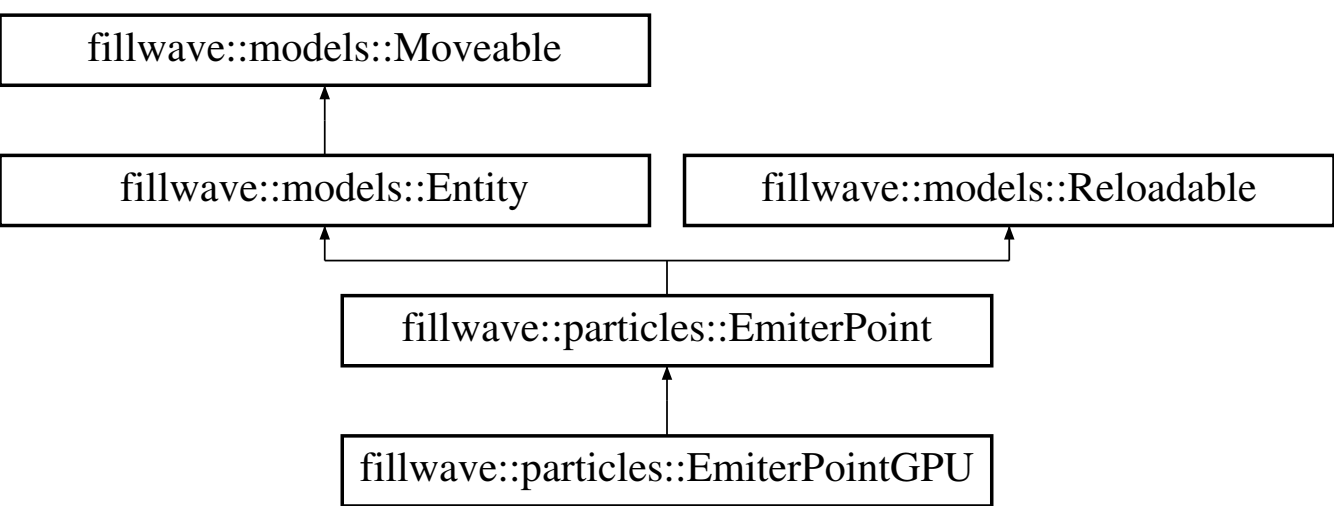 fillwave::models::Moveable
fillwave::models::Entity
fillwave::models::Reloadable
fillwave::particles::EmiterPoint
fillwave::particles::EmiterPointGPU